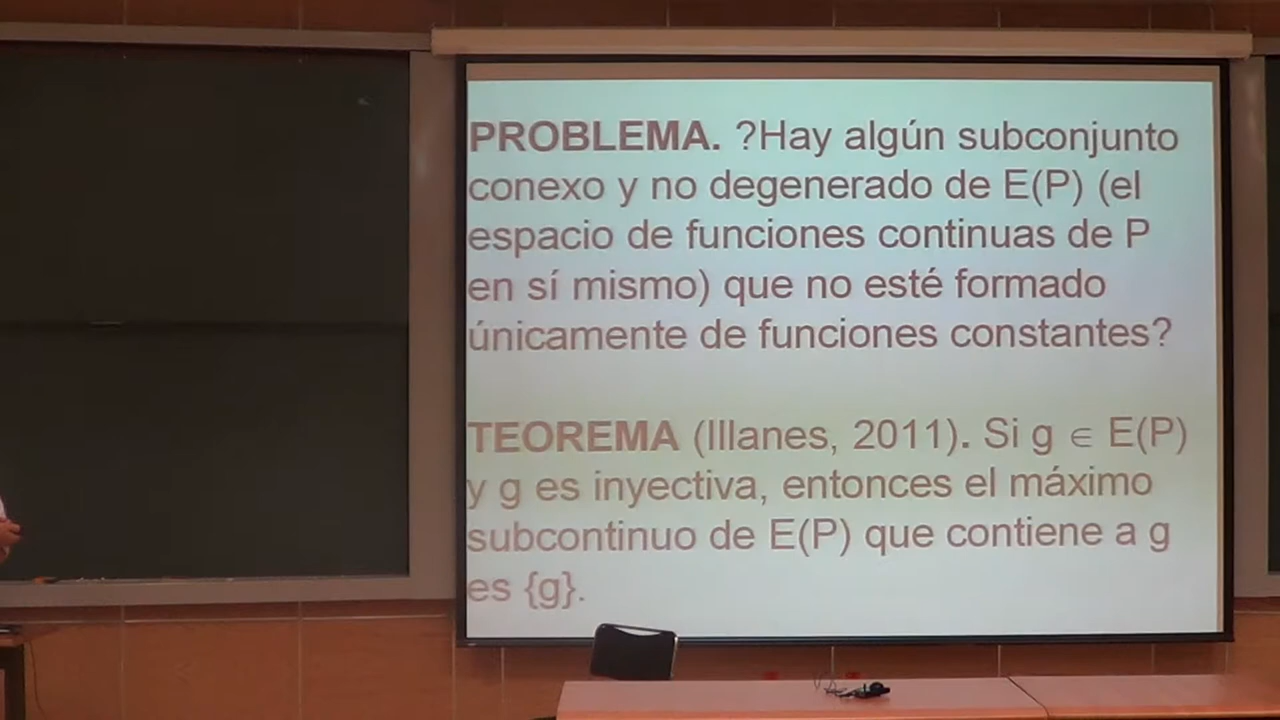 PROBLEMA. ?Hay algún subconjunto
conexo y no degenerado de E(P) (el
espacio de funciones continuas de P
en sí mismo) que no esté formado
únicamente de funciones constantes?
TEOREMA (Illanes, 2011). Si g ∈ E(P)
y g es inyectiva, entonces el máximo
subcontinuo de E(P) que contiene a g
es {g}.